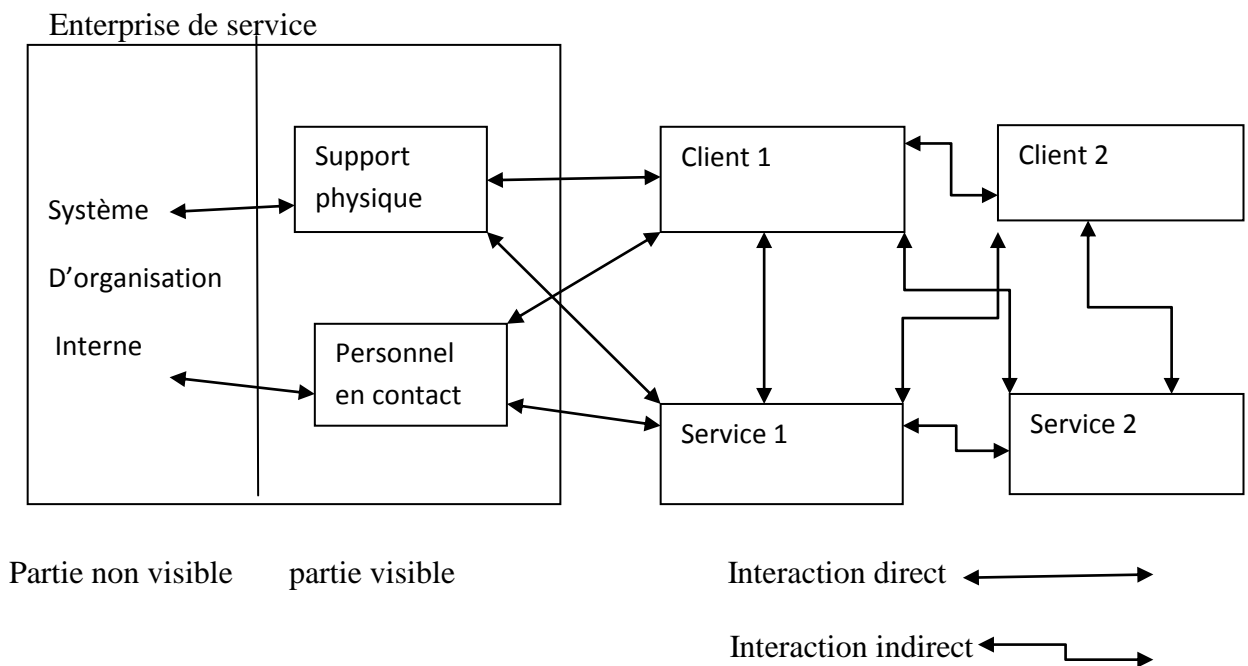 Enterprise de service
Support
physique
Client 1
Client 2
Système
D’organisation
Interne
Personnel
en contact
Service 1
Service 2
Partie non visible
partie visible
Interaction direct
Interaction indirect